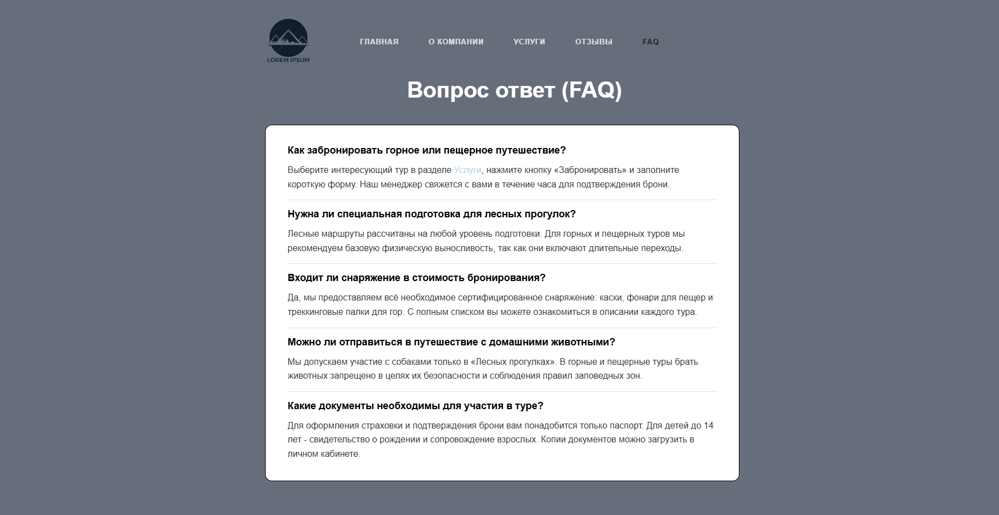 LOREM IPSUM
ГЛАВНАЯ О КОМПАНИИ УСЛУГИ ОТЗЫВЫ FAQ
Вопрос ответ (FAQ)
Как забронировать горное или пещерное путешествие?
Выберите интересующий тур в разделе Услуги, нажмите кнопку «Забронировать» и заполните
короткую форму. Наш менеджер свяжется с вами в течение часа для подтверждения брони.
Нужна ли специальная подготовка для лесных прогулок?
Лесные маршруты рассчитаны на любой уровень подготовки. Для горных и пещерных туров мы
рекомендуем базовую физическую выносливость, так как они включают длительные переходы.
Входит ли снаряжение в стоимость бронирования?
Да, мы предоставляем всё необходимое сертифицированное снаряжение: каски, фонари для пещер и
треккинговые палки для гор. С полным списком вы можете ознакомиться в описании каждого тура.
Можно ли отправиться в путешествие с домашними животными?
Мы допускаем участие с собаками только в «Лесных прогулках». В горные и пещерные туры брать
животных запрещено в целях их безопасности и соблюдения правил заповедных зон.
Какие документы необходимы для участия в туре?
Для оформления страховки и подтверждения брони вам понадобится только паспорт. Для детей до 14
лет - свидетельство о рождении и сопровождение взрослых. Копии документов можно загрузить в
личном кабинете.